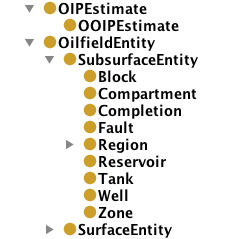 OIPEstimate
OOIPEstimate
OilfieldEntity
SubsurfaceEntity
Block
Compartment
Completion
Fault
Region
Reservoir
Tank
Well
Zone
SurfaceEntity